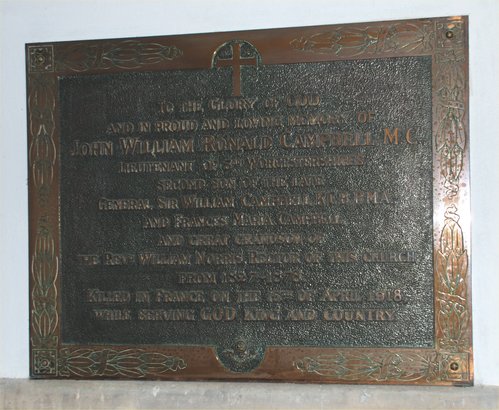 TO THE GLORY OF GOD
AND IN PROUD AND LOVING MEMORY OF
JOHN WILLIAM RONALD CAMPBELL M.C.
LIEUTENANT 3RD WORCESTERSHIRES
SECOND SON OF THE LATE
GENERAL SIR WILLIAM CAMPBELL K.C.B. R.M.A.
AND FRANCES MARIA CAMPBELL
AND GREAT GRANDSON OF
THE REVD WILLIAM NORRIS, RECTOR OF THIS CHURCH
FROM
KILLED IN FRANCE, ON THE OF APRIL 1918
WHILE SERVING GOD KING AND COUNTRY